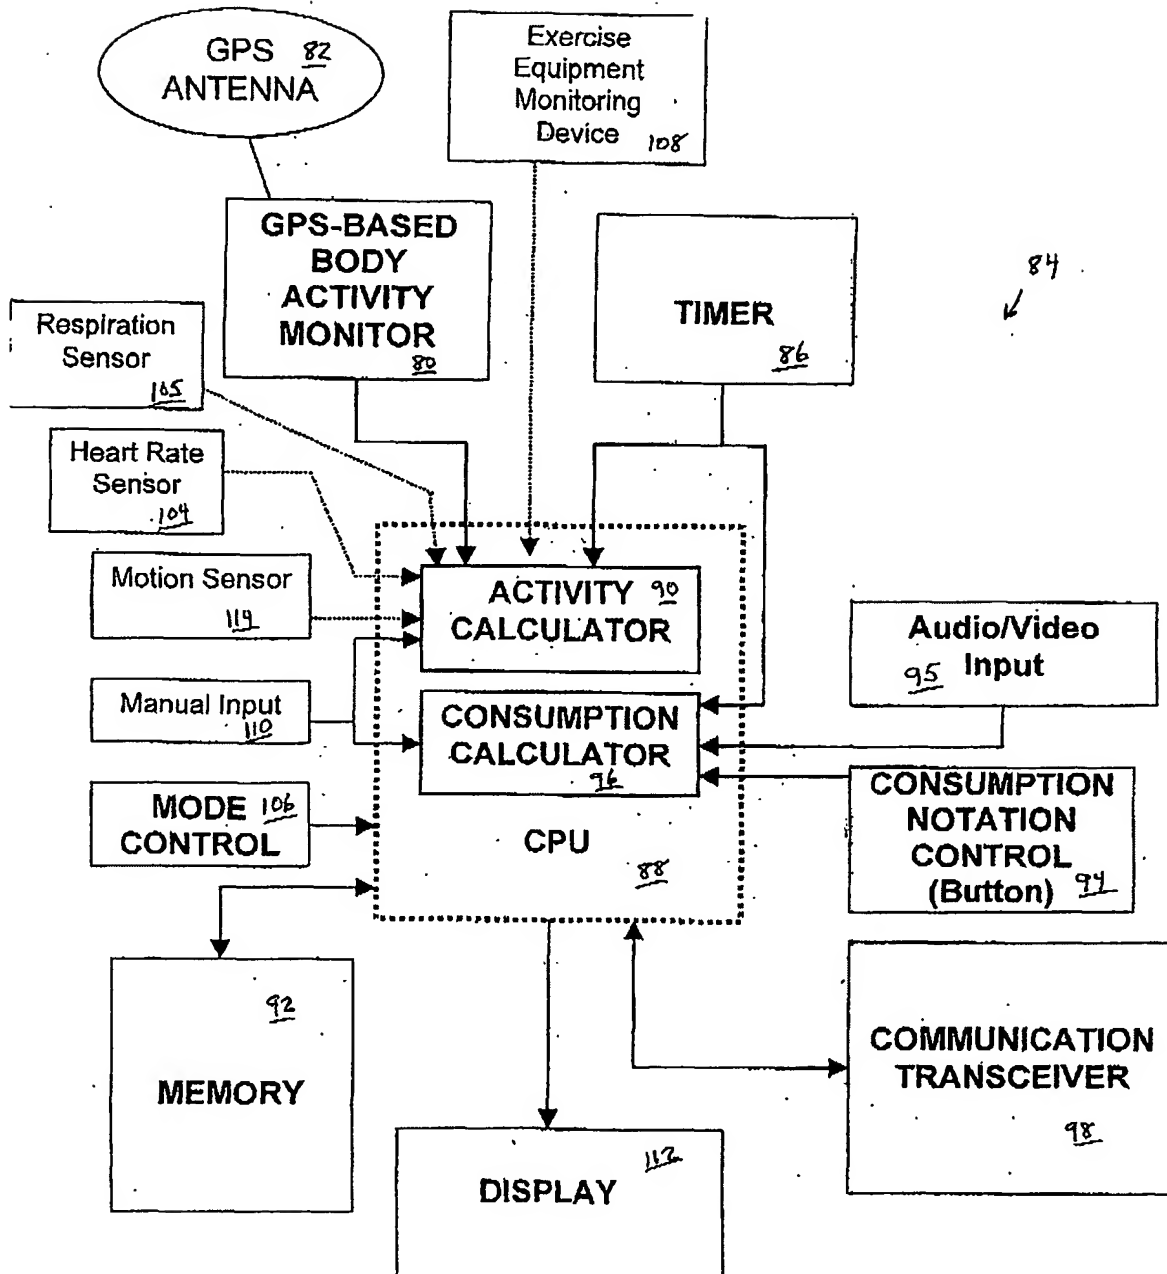 GPS 82
ANTENNA
Exercise
Equipment
Monitoring
Device 108
GPS-BASED
BODY
ACTIVITY
MONITOR
80
TIMER
86
84
Respiration
Sensor
105
Heart Rate
Sensor
104
Motion Sensor
114
Manual Input
110
MODE 106
CONTROL
ACTIVITY 90
CALCULATOR
CONSUMPTION
CALCULATOR
96
CPU
88
Audio/Video
95 Input
CONSUMPTION
NOTATION
CONTROL
(Button) 94
92
MEMORY
COMMUNICATION
TRANSCEIVER
98
112
DISPLAY